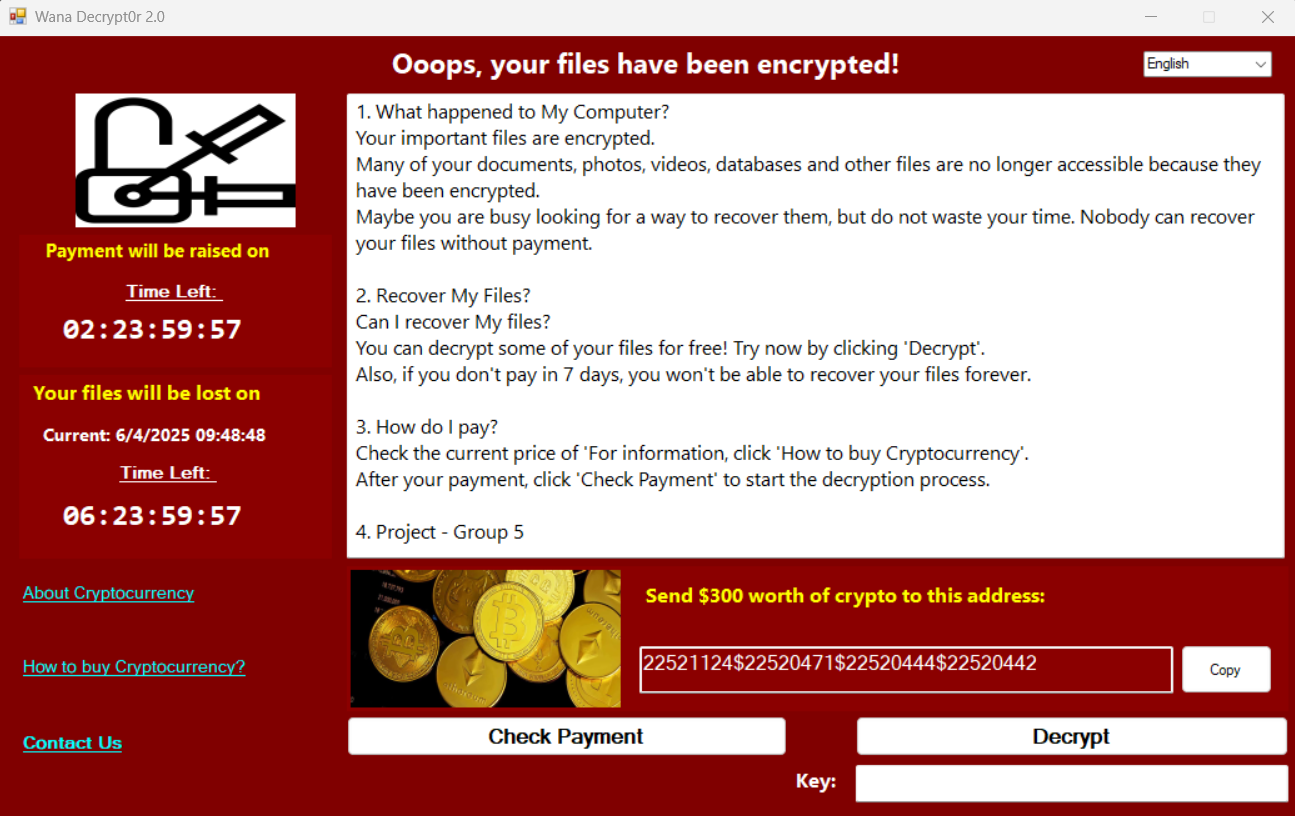 Wana Decrypt0r 2.0
Ooops, your files have been encrypted!
English
Payment will be raised on
Time Left:
02:23:59:57
Your files will be lost on
Current: 6/4/2025 09:48:48
Time Left:
06:23:59:57
About Cryptocurrency
How to buy Cryptocurrency?
Contact Us
1. What happened to My Computer?
Your important files are encrypted.
Many of your documents, photos, videos, databases and other files are no longer accessible because they
have been encrypted.
Maybe you are busy looking for a way to recover them, but do not waste your time. Nobody can recover
your files without payment.
2. Recover My Files?
Can I recover My files?
You can decrypt some of your files for free! Try now by clicking 'Decrypt'.
Also, if you don't pay in 7 days, you won't be able to recover your files forever.
3. How do I pay?
Check the current price of 'For information, click 'How to buy Cryptocurrency'.
After your payment, click 'Check Payment' to start the decryption process.
4. Project - Group 5
Send $300 worth of crypto to this address:
22521124$22520471$22520444$22520442
Copy
Check Payment
Decrypt
Key: